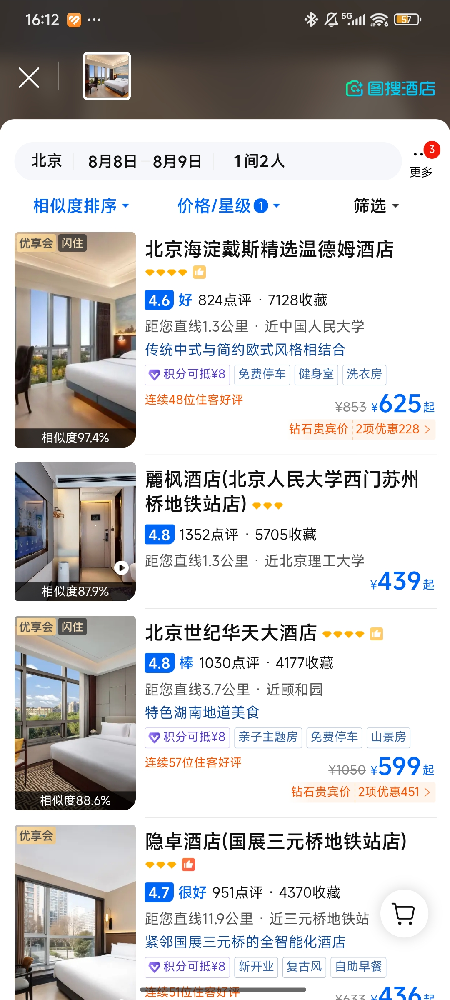 16:12
5G
6
57
图搜酒店
北京
8月8日
8月9日
1间2人
3
更多
相似度排序
价格/星级 1
筛选
优享会 闪住
相似度97.4%
北京海淀戴斯精选温德姆酒店
4.6 好 824点评 · 7128收藏
距您直线1.3公里 · 近中国人民大学
传统中式与简约欧式风格相结合
积分可抵¥8 免费停车 健身室 洗衣房
连续48位住客好评
¥853 ¥625起
钻石贵宾价 2项优惠228 >
相似度87.9%
麗枫酒店(北京人民大学西门苏州
桥地铁站店)
4.8 1352点评 · 5705收藏
距您直线1.3公里 · 近北京理工大学
¥439起
优享会 闪住
相似度88.6%
北京世纪华天大酒店
4.8 棒 1030点评 · 4177收藏
距您直线3.7公里 · 近颐和园
特色湖南地道美食
积分可抵¥8 亲子主题房 免费停车 山景房
连续57位住客好评
¥1050 ¥599起
钻石贵宾价 2项优惠451 >
优享会
隐卓酒店(国展三元桥地铁站店)
4.7 很好 951点评 · 4370收藏
距您直线11.9公里 · 近三元桥地铁站
紧邻国展三元桥的全智能化酒店
积分可抵¥8 新开业 复古风 自助早餐
连续51位住客好评
¥633 ¥436起